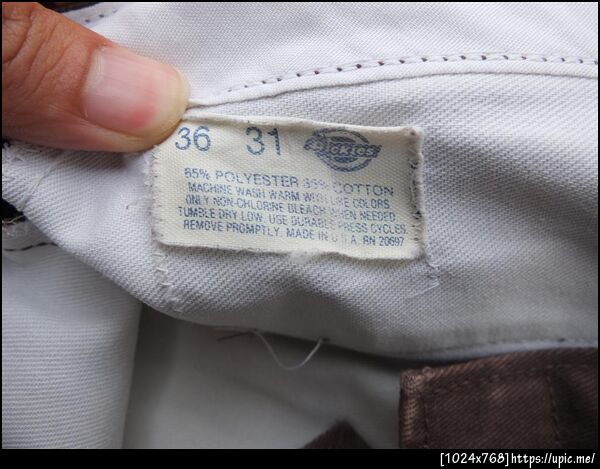 36 31 Dickies
65% POLYESTER 35% COTTON
MACHINE WASH WARM WITH LIKE COLORS
ONLY NON-CHLORINE BLEACH WHEN NEEDED
TUMBLE DRY LOW. USE DURABLE PRESS CYCLES
REMOVE PROMPTLY. MADE IN U.S.A. RN 20697
[1024x768]https://upic.me/